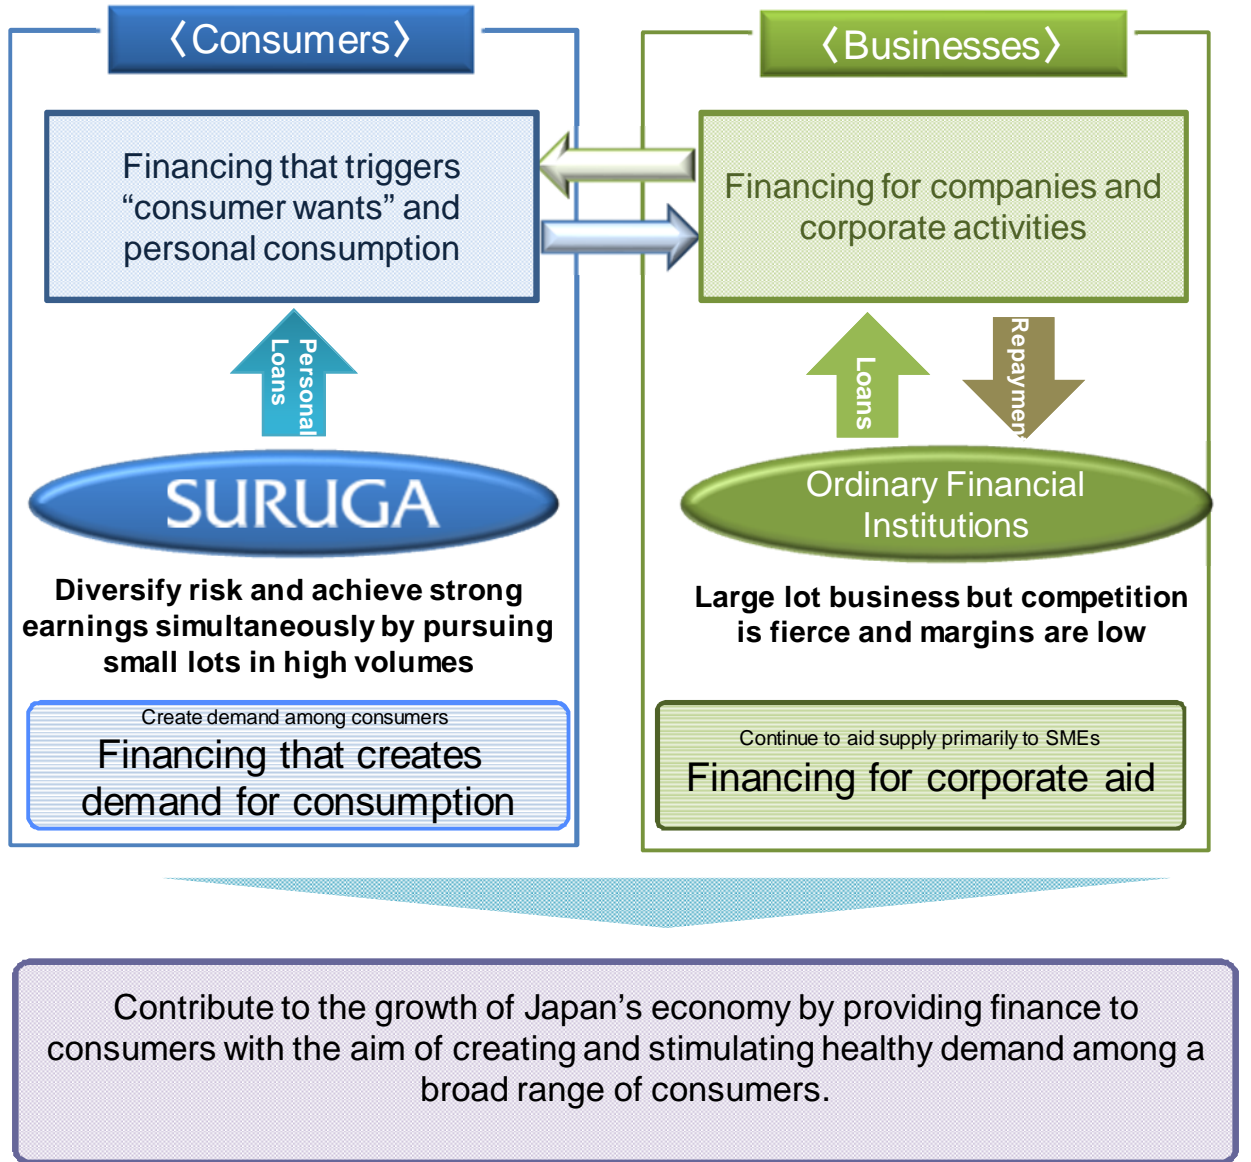 〈Consumers〉
〈Businesses〉
Financing that triggers
“consumer wants” and
personal consumption
Financing for companies and
corporate activities
Personal
Loans
Loans
Repaymen
SURUGA
Ordinary Financial
Institutions
Diversify risk and achieve strong
earnings simultaneously by pursuing
small lots in high volumes
Large lot business but competition
is fierce and margins are low
Create demand among consumers
Financing that creates
demand for consumption
Continue to aid supply primarily to SMEs
Financing for corporate aid
Contribute to the growth of Japan’s economy by providing finance to
consumers with the aim of creating and stimulating healthy demand among a
broad range of consumers.